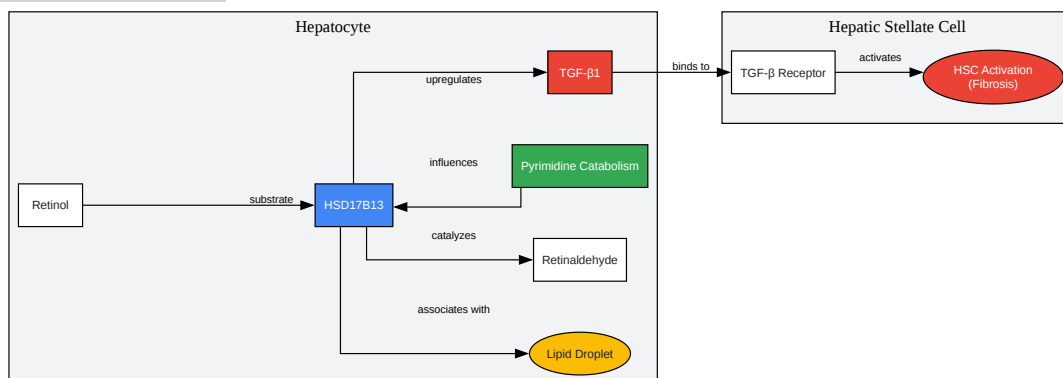 Hepatocyte
Hepatic Stellate Cell
TGF-β1
upregulates
binds to
TGF-β Receptor
activates
HSC Activation
(Fibrosis)
influences
Pyrimidine Catabolism
Retinol
substrate
HSD17B13
catalyzes
Retinaldehyde
associates with
Lipid Droplet